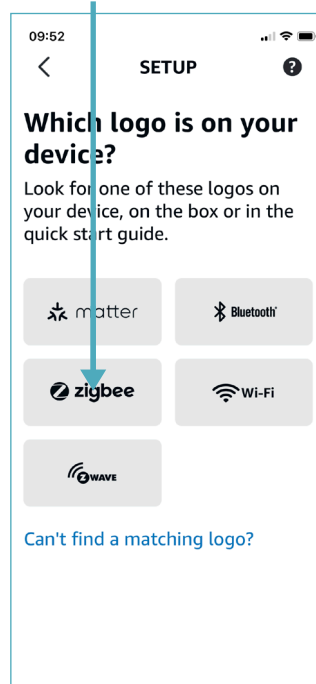 09:52
SETUP
?
Which logo is on your
device?
Look for one of these logos on
your device, on the box or in the
quick start guide.
matter
Bluetooth®
zigbee
Wi-Fi
Z WAVE
Can't find a matching logo?